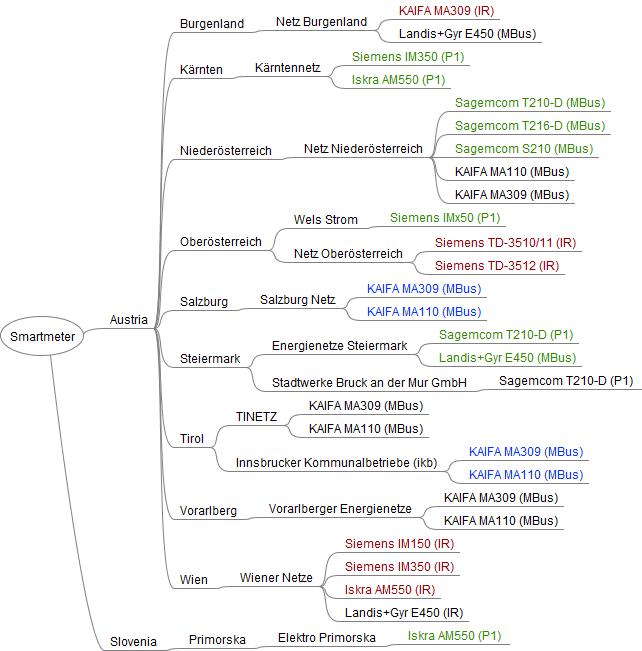 Smartmeter
Austria
Burgenland
Netz Burgenland
KAIFA MA309 (IR)
Landis+Gyr E450 (MBus)
Kärnten
Kärntennetz
Siemens IM350 (P1)
Iskra AM550 (P1)
Niederösterreich
Netz Niederösterreich
Sagemcom T210-D (MBus)
Sagemcom T216-D (MBus)
Sagemcom S210 (MBus)
KAIFA MA110 (MBus)
KAIFA MA309 (MBus)
Oberösterreich
Wels Strom
Siemens IMx50 (P1)
Netz Oberösterreich
Siemens TD-3510/11 (IR)
Siemens TD-3512 (IR)
Salzburg
Salzburg Netz
KAIFA MA309 (MBus)
KAIFA MA110 (MBus)
Steiermark
Energienetze Steiermark
Sagemcom T210-D (P1)
Landis+Gyr E450 (MBus)
Stadtwerke Bruck an der Mur GmbH
Sagemcom T210-D (P1)
Tirol
TINETZ
KAIFA MA309 (MBus)
KAIFA MA110 (MBus)
Innsbrucker Kommunalbetriebe (ikb)
KAIFA MA309 (MBus)
KAIFA MA110 (MBus)
Vorarlberg
Vorarlberger Energienetze
KAIFA MA309 (MBus)
KAIFA MA110 (MBus)
Wien
Wiener Netze
Siemens IM150 (IR)
Siemens IM350 (IR)
Iskra AM550 (IR)
Landis+Gyr E450 (IR)
Slovenia
Primorska
Elektro Primorska
Iskra AM550 (P1)